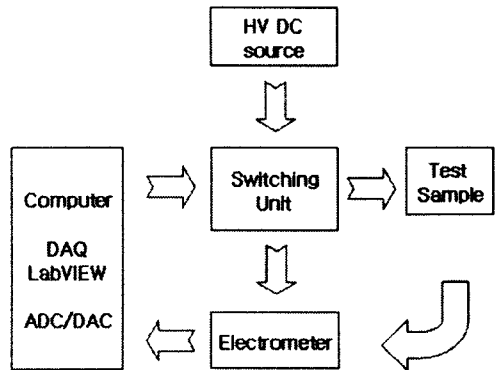 HV DC
source
Computer
DAQ
LabVIEW
ADC/DAC
Switching
Unit
Test
Sample
Electrometer